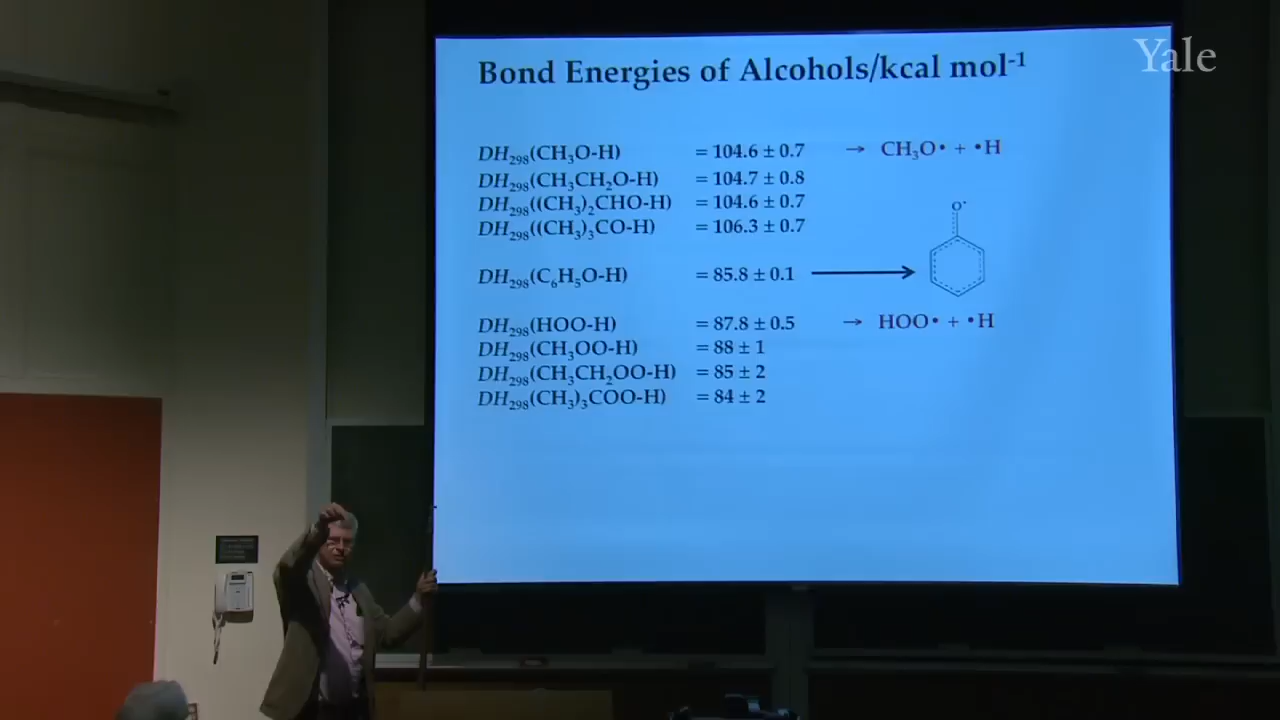 Yale
Bond Energies of Alcohols/kcal mol⁻¹
DH₂₉₈(CH₃O-H) = 104.6 ± 0.7 → CH₃O• + •H
DH₂₉₈(CH₃CH₂O-H) = 104.7 ± 0.8
DH₂₉₈((CH₃)₂CHO-H) = 104.6 ± 0.7
DH₂₉₈((CH₃)₃CO-H) = 106.3 ± 0.7
O•
DH₂₉₈(C₆H₅O-H) = 85.8 ± 0.1
DH₂₉₈(HOO-H) = 87.8 ± 0.5 → HOO• + •H
DH₂₉₈(CH₃OO-H) = 88 ± 1
DH₂₉₈(CH₃CH₂OO-H) = 85 ± 2
DH₂₉₈(CH₃)₃COO-H) = 84 ± 2